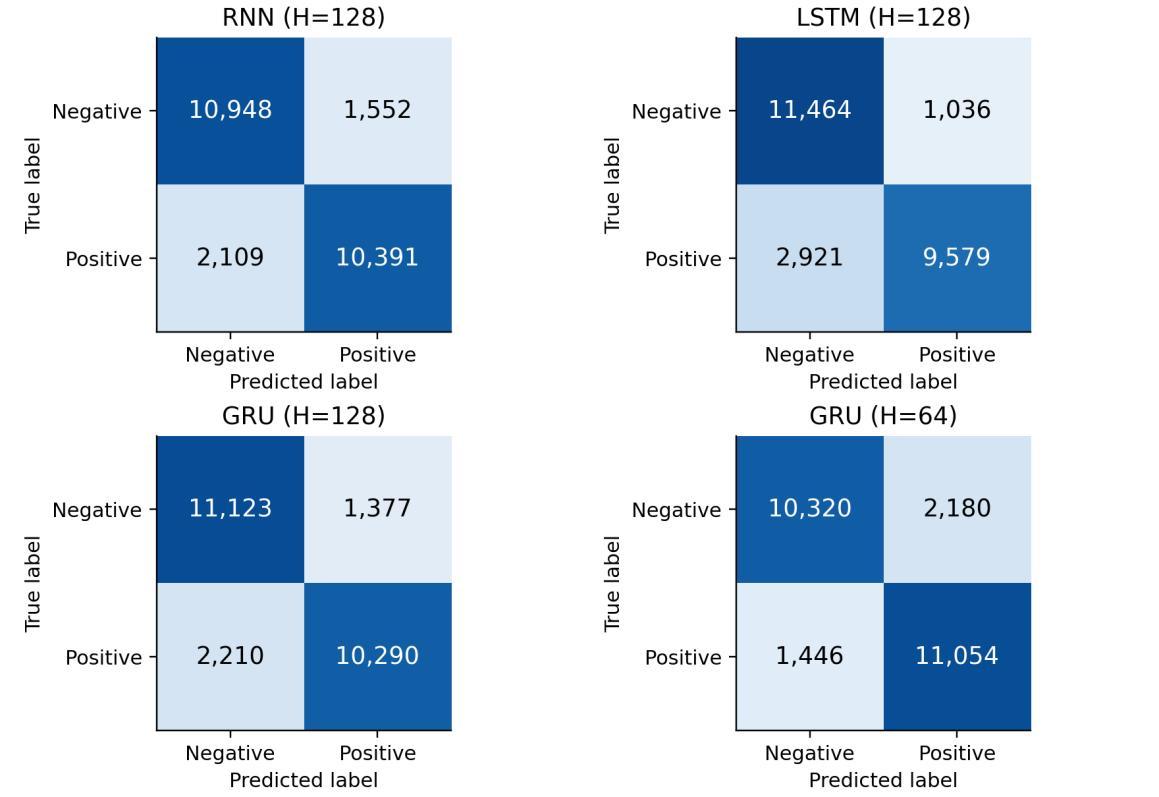 RNN (H=128)
Negative
10,948 1,552
True label
Positive
2,109 10,391
Negative Positive
Predicted label
LSTM (H=128)
Negative
11,464 1,036
True label
Positive
2,921 9,579
Negative Positive
Predicted label
GRU (H=128)
Negative
11,123 1,377
True label
Positive
2,210 10,290
Negative Positive
Predicted label
GRU (H=64)
Negative
10,320 2,180
True label
Positive
1,446 11,054
Negative Positive
Predicted label